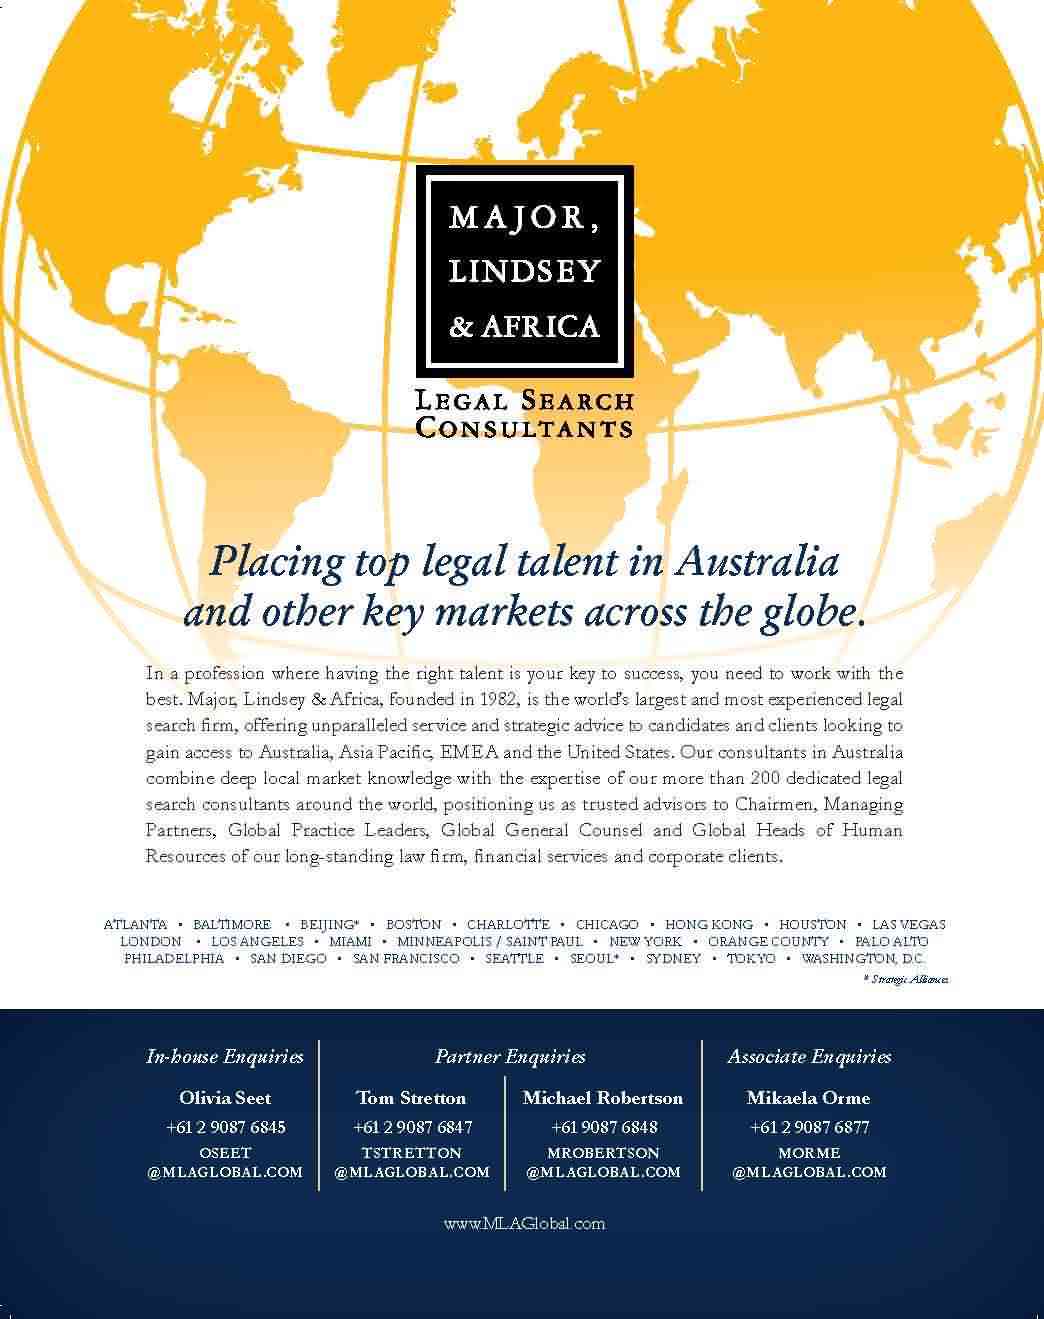 MAJOR,
LINDSEY
& AFRICA
LEGAL SEARCH
CONSULTANTS
Placing top legal talent in Australia
and other key markets across the globe.
In a profession where having the right talent is your key to success, you need to work with the
best. Major, Lindsey & Africa, founded in 1982, is the world's largest and most experienced legal
search firm, offering unparalleled service and strategic advice to candidates and clients looking to
gain access to Australia, Asia Pacific, EMEA and the United States. Our consultants in Australia
combine deep local market knowledge with the expertise of our more than 200 dedicated legal
search consultants around the world, positioning us as trusted advisors to Chairmen, Managing
Partners, Global Practice Leaders, Global General Counsel and Global Heads of Human
Resources of our long-standing law firm, financial services and corporate clients.
ATLANTA • BALTIMORE • BEIJING* • BOSTON • CHARLOTTE • CHICAGO • HONG KONG • HOUSTON • LAS VEGAS
LONDON • LOS ANGELES • MIAMI • MINNEAPOLIS / SAINT PAUL • NEW YORK • ORANGE COUNTY • PALO ALTO
PHILADELPHIA • SAN DIEGO • SAN FRANCISCO • SEATTLE • SEOUL* • SYDNEY • TOKYO • WASHINGTON, D.C.
* Strategic Alliances
In-house Enquiries
Olivia Seet
+61 2 9087 6845
OSEET
@MLAGLOBAL.COM
Partner Enquiries
Tom Stretton
+61 2 9087 6847
TSTRETTON
@MLAGLOBAL.COM
Michael Robertson
+61 9087 6848
MROBERTSON
@MLAGLOBAL.COM
Associate Enquiries
Mikaela Orme
+61 2 9087 6877
MORME
@MLAGLOBAL.COM
www.MLAGlobal.com